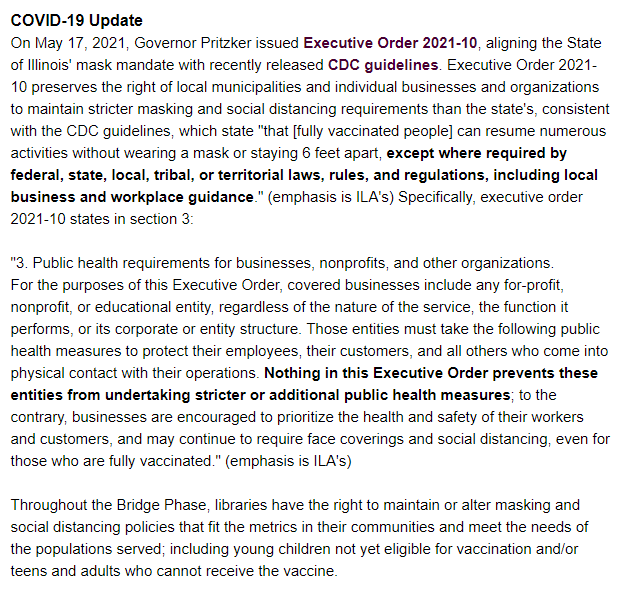 COVID-19 Update
On May 17, 2021, Governor Pritzker issued Executive Order 2021-10, aligning the State
of Illinois' mask mandate with recently released CDC guidelines. Executive Order 2021-
10 preserves the right of local municipalities and individual businesses and organizations
to maintain stricter masking and social distancing requirements than the state's, consistent
with the CDC guidelines, which state "that [fully vaccinated people] can resume numerous
activities without wearing a mask or staying 6 feet apart, except where required by
federal, state, local, tribal, or territorial laws, rules, and regulations, including local
business and workplace guidance." (emphasis is ILA's) Specifically, executive order
2021-10 states in section 3:
"3. Public health requirements for businesses, nonprofits, and other organizations.
For the purposes of this Executive Order, covered businesses include any for-profit,
nonprofit, or educational entity, regardless of the nature of the service, the function it
performs, or its corporate or entity structure. Those entities must take the following public
health measures to protect their employees, their customers, and all others who come into
physical contact with their operations. Nothing in this Executive Order prevents these
entities from undertaking stricter or additional public health measures; to the
contrary, businesses are encouraged to prioritize the health and safety of their workers
and customers, and may continue to require face coverings and social distancing, even for
those who are fully vaccinated." (emphasis is ILA's)
Throughout the Bridge Phase, libraries have the right to maintain or alter masking and
social distancing policies that fit the metrics in their communities and meet the needs of
the populations served; including young children not yet eligible for vaccination and/or
teens and adults who cannot receive the vaccine.